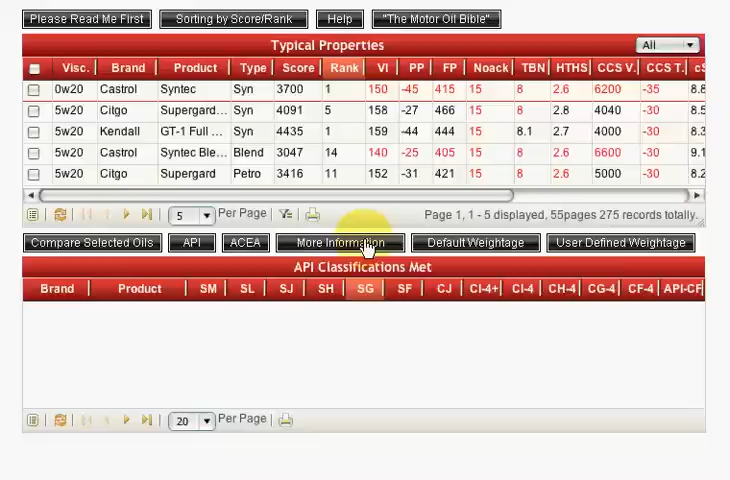 Please Read Me First Sorting by Score/Rank Help "The Motor Oil Bible"
Typical Properties All
Visc. Brand Product Type Score Rank VI PP FP Noack TBN HTHS CCS V. CCS T. cS
0w20 Castrol Syntec Syn 3700 1 150 -45 415 15 8 2.6 6200 -35 8.8
5w20 Citgo Supergard... Syn 4091 5 158 -27 466 15 8 2.8 4040 -30 8.8
5w20 Kendall GT-1 Full ... Syn 4435 1 159 -44 444 15 8.1 2.7 4000 -30 8.3
5w20 Castrol Syntec Ble... Blend 3047 14 140 -25 405 15 8 2.6 6600 -30 9.1
5w20 Citgo Supergard Petro 3416 11 152 -31 421 15 8 2.6 5000 -30 8.2
5 Per Page Page 1, 1 - 5 displayed, 55pages 275 records totally.
Compare Selected Oils API ACEA More Information Default Weightage User Defined Weightage
API Classifications Met
Brand Product SM SL SJ SH SG SF CJ CI-4+ CI-4 CH-4 CG-4 CF-4 API-CF
20 Per Page